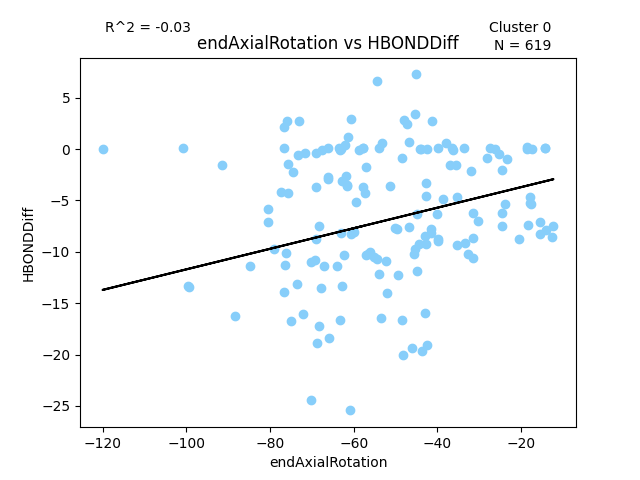 R^2 = -0.03
Cluster 0
endAxialRotation vs HBONDDiff
N = 619
5
0
−5
−10
−15
−20
−25
HBONDDiff
−120
−100
−80
−60
−40
−20
endAxialRotation